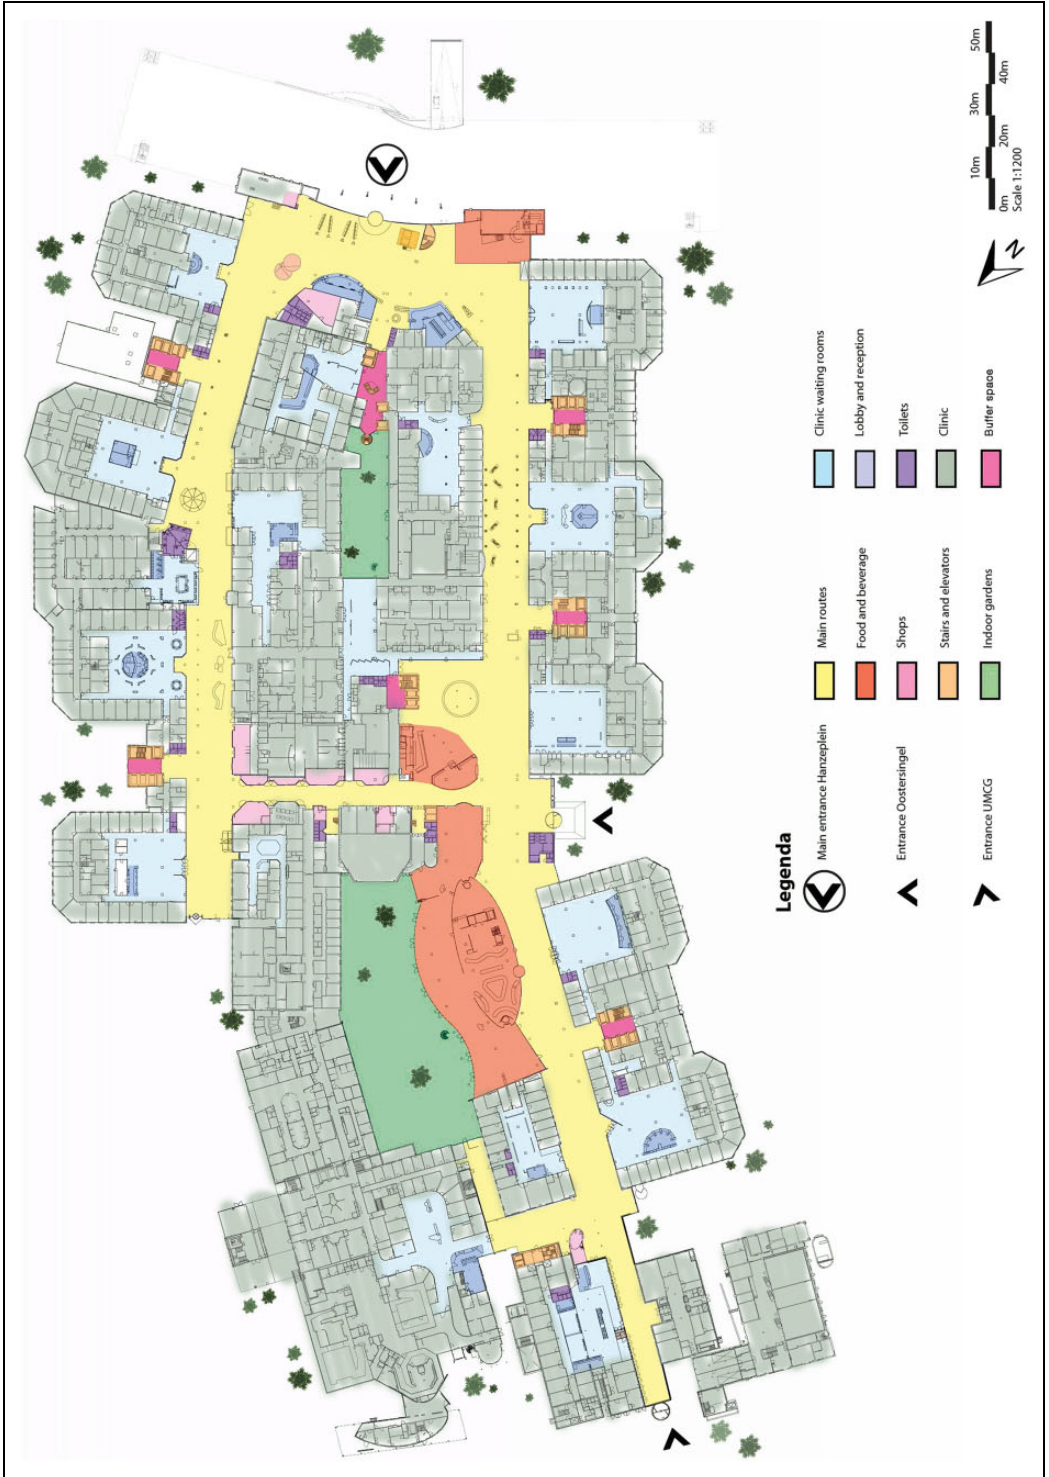 Legenda
Main entrance Hanzeplein
Entrance Oostersingel
Entrance UMCG
Main routes
Food and beverage
Shops
Stairs and elevators
Indoor gardens
Clinic waiting rooms
Lobby and reception
Toilets
Clinic
Buffer space
N
10m 30m 50m
0m 20m 40m
Scale 1:1200